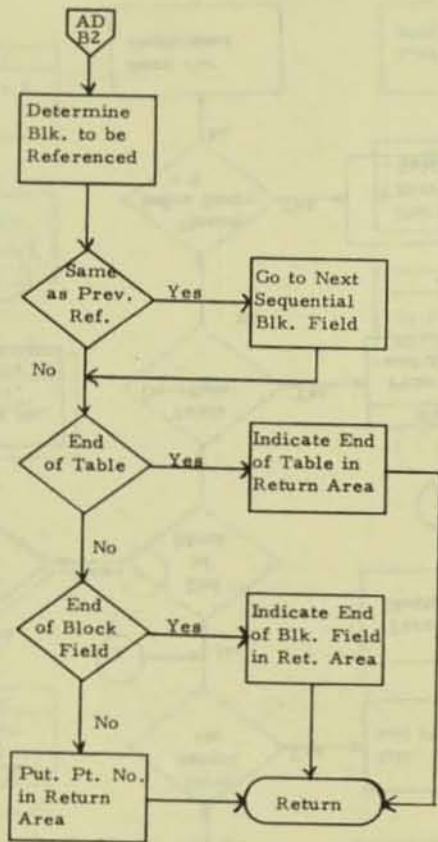 AD
B2
Determine
Blk. to be
Referenced
Same
as Prev.
Ref.
Yes
Go to Next
Sequential
Blk. Field
No
End
of Table
Yes
Indicate End
of Table in
Return Area
No
End
of Block
Field
Yes
Indicate End
of Blk. Field
in Ret. Area
No
Put. Pt. No.
in Return
Area
Return